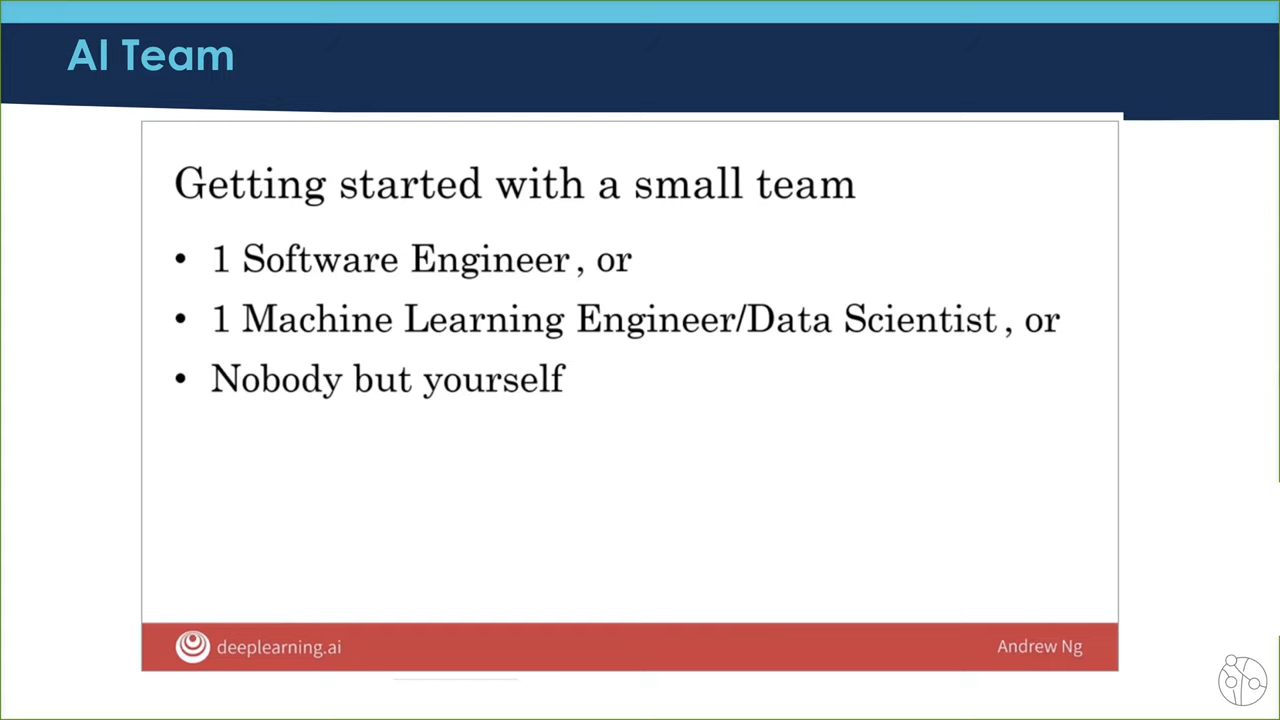 AI Team
Getting started with a small team
• 1 Software Engineer, or
• 1 Machine Learning Engineer/Data Scientist, or
• Nobody but yourself
deeplearning.ai
Andrew Ng